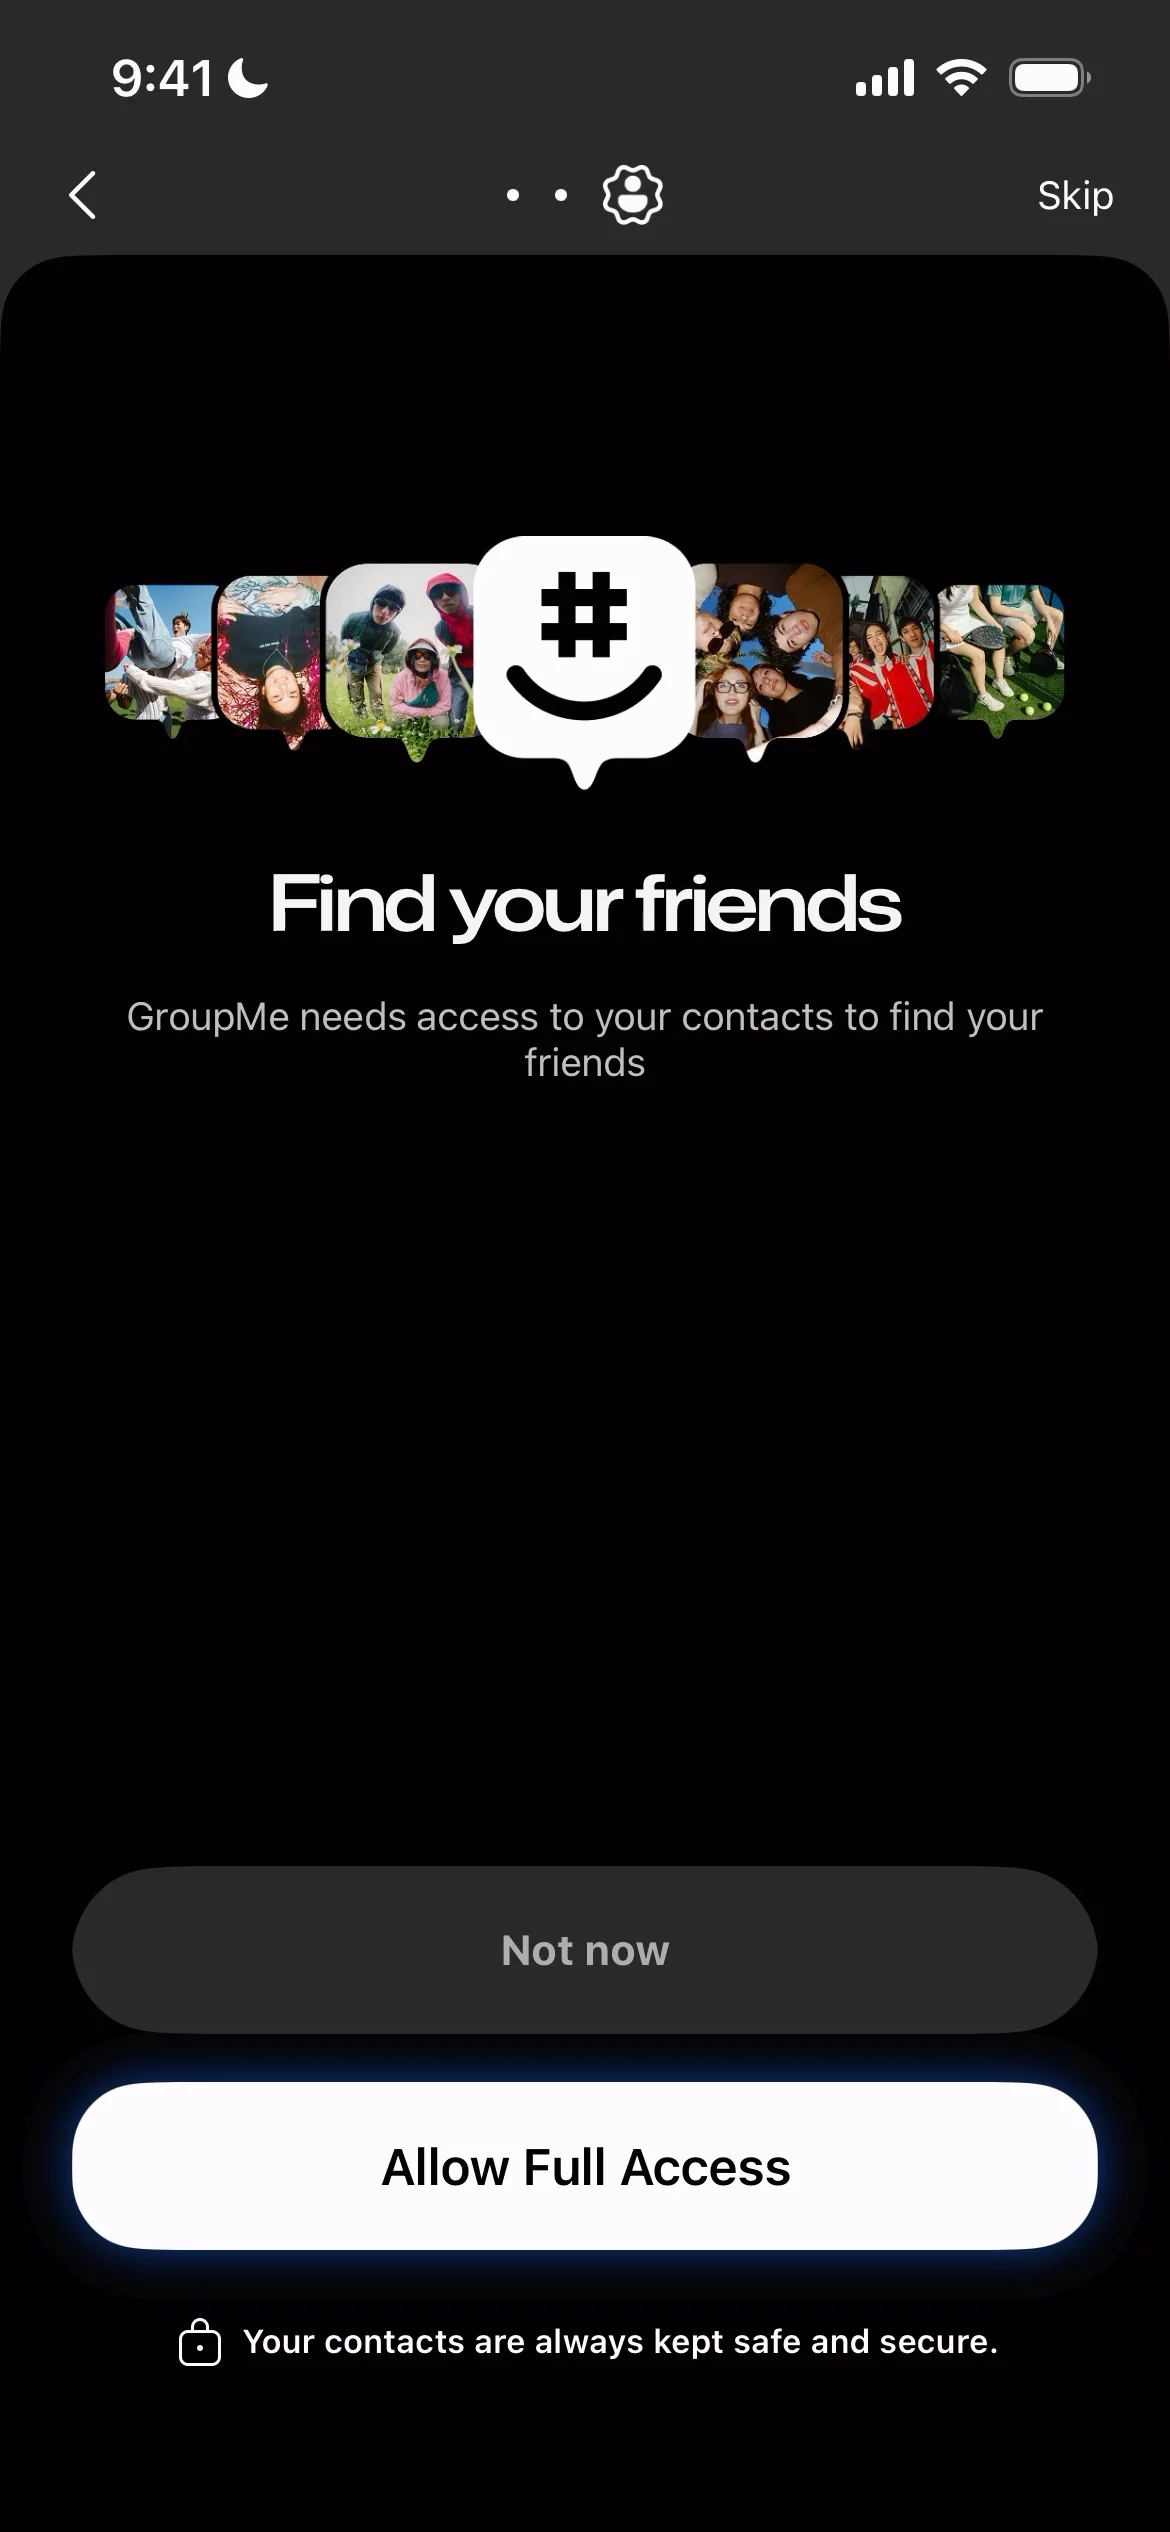 9:41
Skip
#
Find your friends
GroupMe needs access to your contacts to find your
friends
Not now
Allow Full Access
Your contacts are always kept safe and secure.